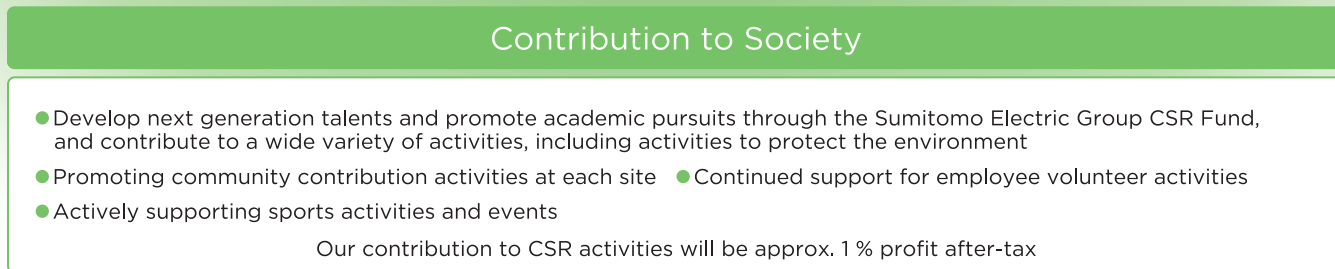 Contribution to Society
●Develop next generation talents and promote academic pursuits through the Sumitomo Electric Group CSR Fund,
and contribute to a wide variety of activities, including activities to protect the environment
●Promoting community contribution activities at each site ●Continued support for employee volunteer activities
●Actively supporting sports activities and events
Our contribution to CSR activities will be approx. 1 % profit after-tax